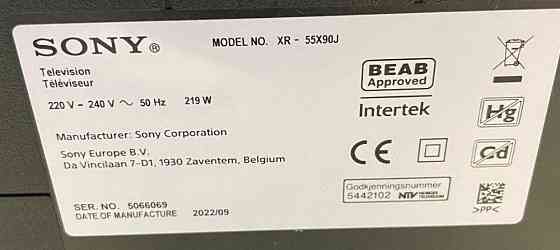 SONY®
MODEL NO. XR - 55X90J
Television
Téléviseur
220 V - 240 V ~ 50 Hz 219 W
BEAB
Approved
Intertek
Hg
Cd
Manufacturer: Sony Corporation
Sony Europe B.V.
Da Vincilaan 7-D1, 1930 Zaventem, Belgium
CE
Godkjenningsnummer
5442102 NTV
SER. NO. 5066069
DATE OF MANUFACTURE 2022/09
>PP<